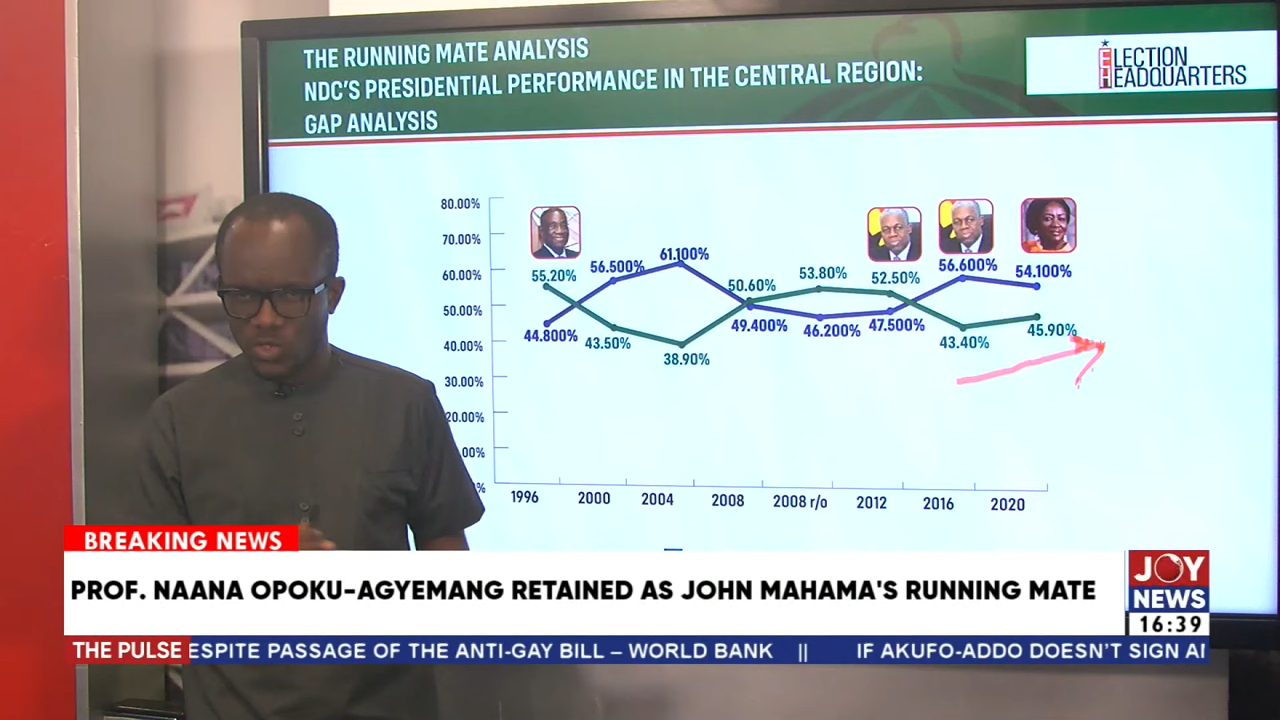 THE RUNNING MATE ANALYSIS
NDC'S PRESIDENTIAL PERFORMANCE IN THE CENTRAL REGION:
GAP ANALYSIS
ELECTION
HEADQUARTERS
80.00%
70.00%
60.00%
50.00%
40.00%
30.00%
20.00%
00%
%
55.20%
56.500%
61.100%
50.60%
53.80%
52.50%
56.600%
54.100%
44.800%
43.50%
38.90%
49.400%
46.200%
47.500%
43.40%
45.90%
1996
2000
2004
2008
2008 r/o
2012
2016
2020
BREAKING NEWS
PROF. NAANA OPOKU-AGYEMANG RETAINED AS JOHN MAHAMA'S RUNNING MATE
JOY
NEWS
16:39
THE PULSE
ESPITE PASSAGE OF THE ANTI-GAY BILL – WORLD BANK || IF AKUFO-ADDO DOESN'T SIGN AI